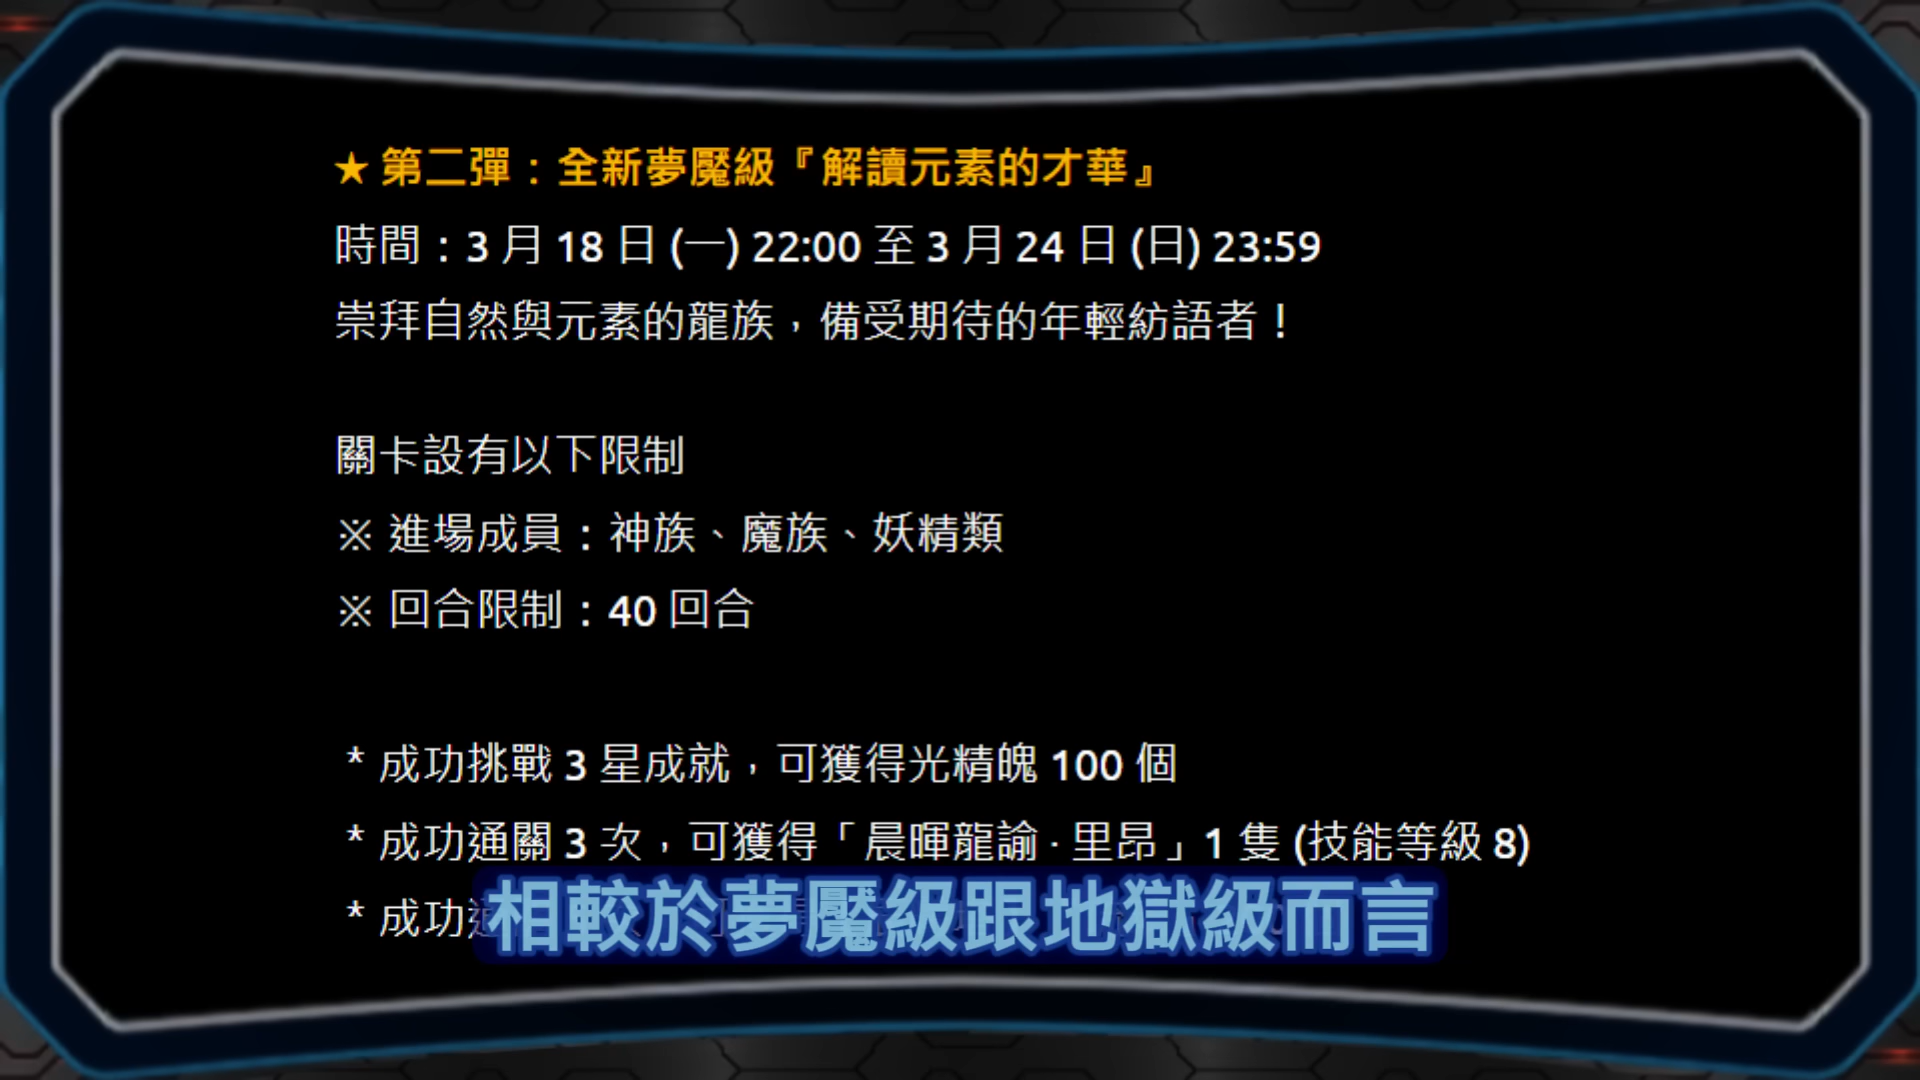 ★ 第二彈：全新夢魘級『解讀元素的才華』
時間：3 月 18 日 (一) 22:00 至 3 月 24 日 (日) 23:59
崇拜自然與元素的龍族，備受期待的年輕紡語者！
關卡設有以下限制
※ 進場成員：神族、魔族、妖精類
※ 回合限制：40 回合
* 成功挑戰 3 星成就，可獲得光精魄 100 個
* 成功通關 3 次，可獲得「晨暉龍諭 · 里昂」1 隻 (技能等級 8)
* 成功
相較於夢魘級跟地獄級而言